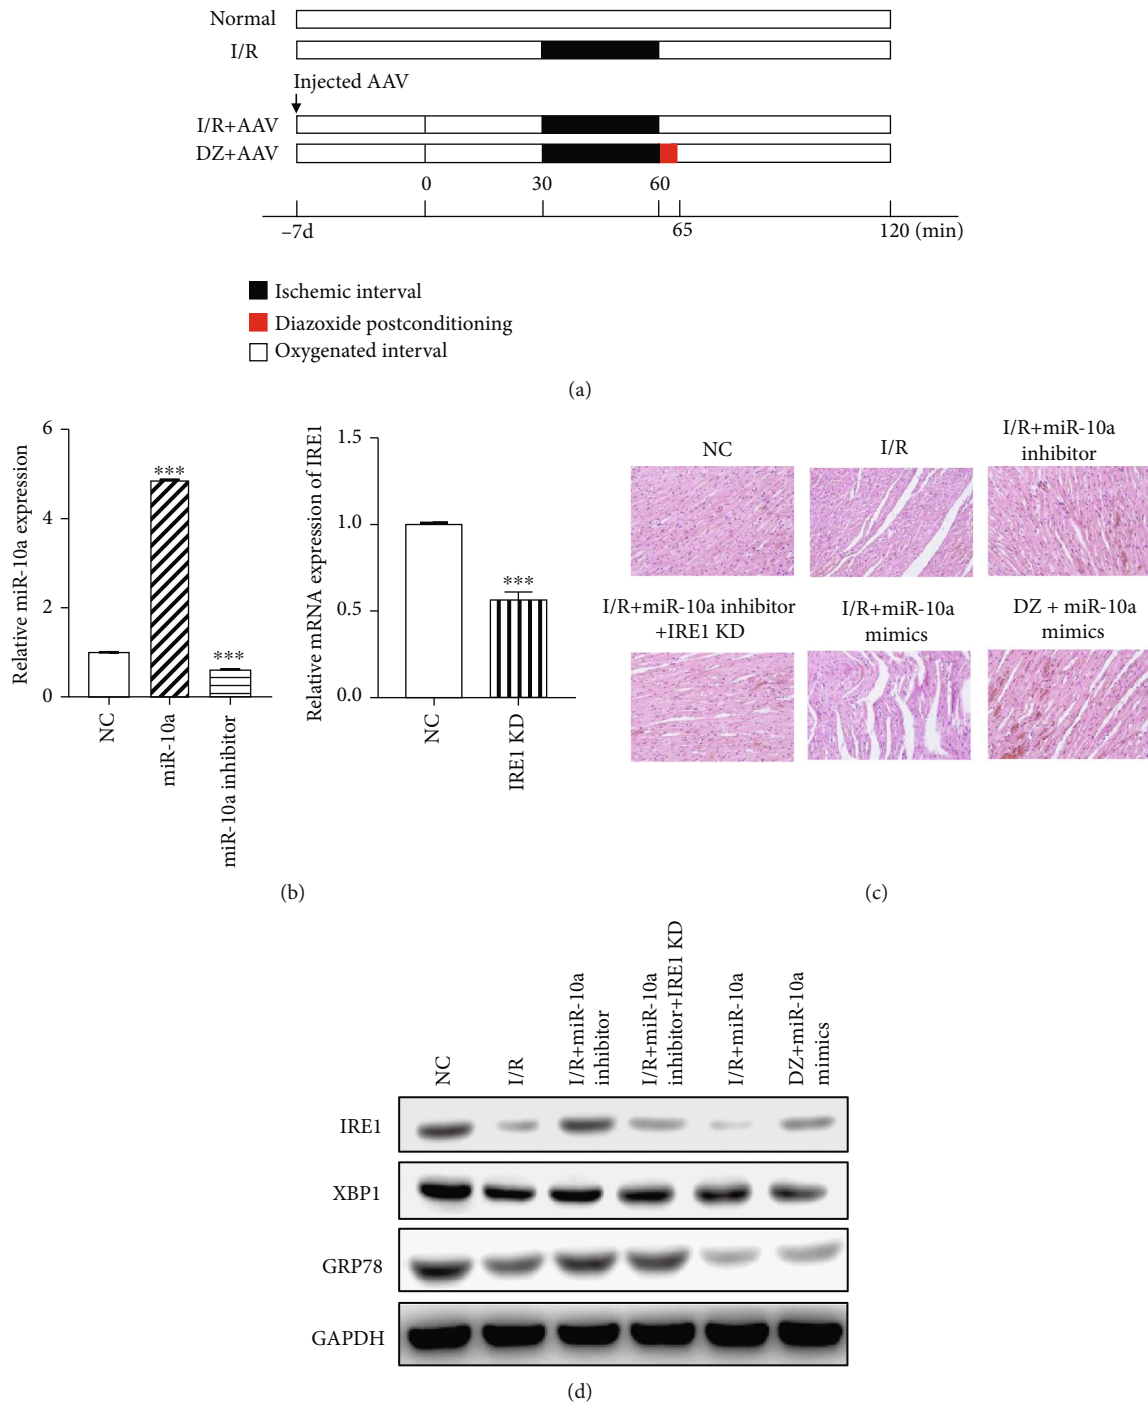 Normal
I/R
Injected AAV
I/R+AAV
DZ+AAV
0
30
60
–7d
65
120 (min)
Ischemic interval
Diazoxide postconditioning
Oxygenated interval
(a)
Relative miR-10a expression
6
4
2
0
***
***
NC
miR-10a
miR-10a inhibitor
Relative mRNA expression of IRE1
1.5
1.0
0.5
0.0
***
NC
IRE1 KD
(b)
NC
I/R
I/R+miR-10a
inhibitor
I/R+miR-10a inhibitor
+IRE1 KD
I/R+miR-10a
mimics
DZ + miR-10a
mimics
(c)
NC
I/R
I/R+miR-10a
inhibitor
I/R+miR-10a
inhibitor+IRE1 KD
I/R+miR-10a
DZ+miR-10a
mimics
IRE1
XBP1
GRP78
GAPDH
(d)